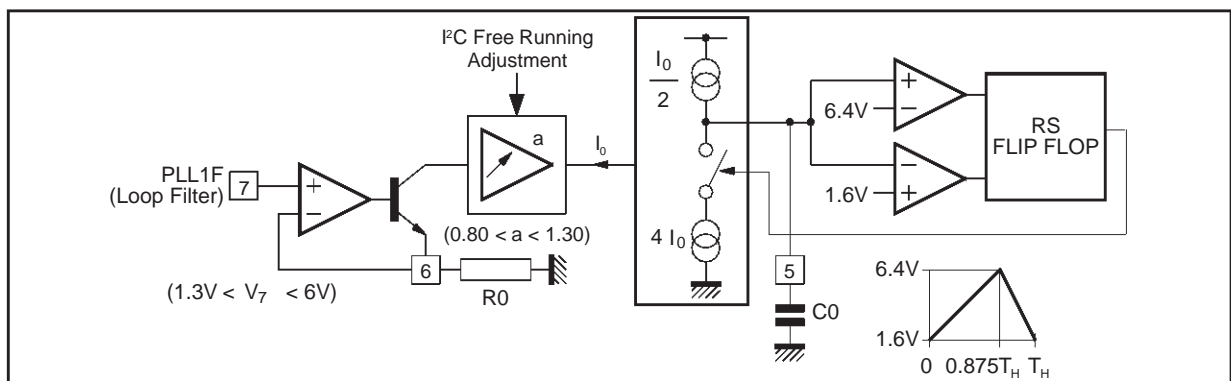 I²C Free Running
Adjustment
a
I0
I0
2
4 I0
PLL1F
(Loop Filter)
7
+
−
(0.80 < a < 1.30)
6
R0
(1.3V < V7 < 6V)
+
−
6.4V
−
+
1.6V
RS
FLIP FLOP
5
C0
6.4V
1.6V
0 0.875TH TH